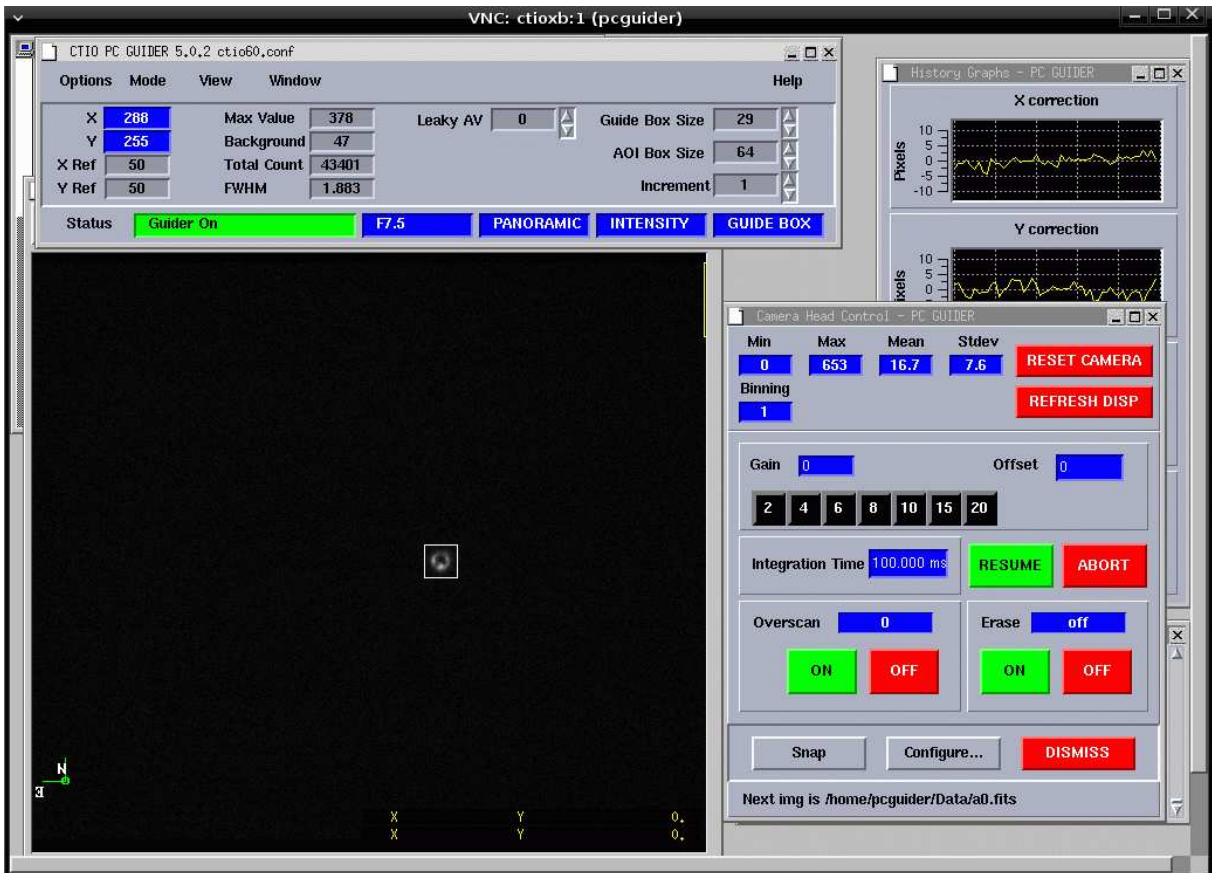 VNC: ctioxb:1 (pcguider)
CTIO PC GUIDER 5.0.2 ctio60.conf
Options Mode View Window Help
X 288 Max Value 378 Leaky AV 0 Guide Box Size 29
Y 255 Background 47 AOI Box Size 64
X Ref 50 Total Count 43401
Y Ref 50 FWHM 1.883 Increment 1
Status Guider On F7.5 PANORAMIC INTENSITY GUIDE BOX
History Graphs - PC GUIDER
X correction
10
5
0
-5
-10
Pixels
Y correction
10
5
0
Camera Head Control - PC GUIDER
Min Max Mean Stdev
0 653 16.7 7.6 RESET CAMERA
Binning
1 REFRESH DISP
Gain 0 Offset 0
2 4 6 8 10 15 20
Integration Time 100.000 ms RESUME ABORT
Overscan 0 Erase off
ON OFF ON OFF
Snap Configure... DISMISS
Next img is /home/pcguider/Data/a0.fits
N
E
X Y 0.
X Y 0.